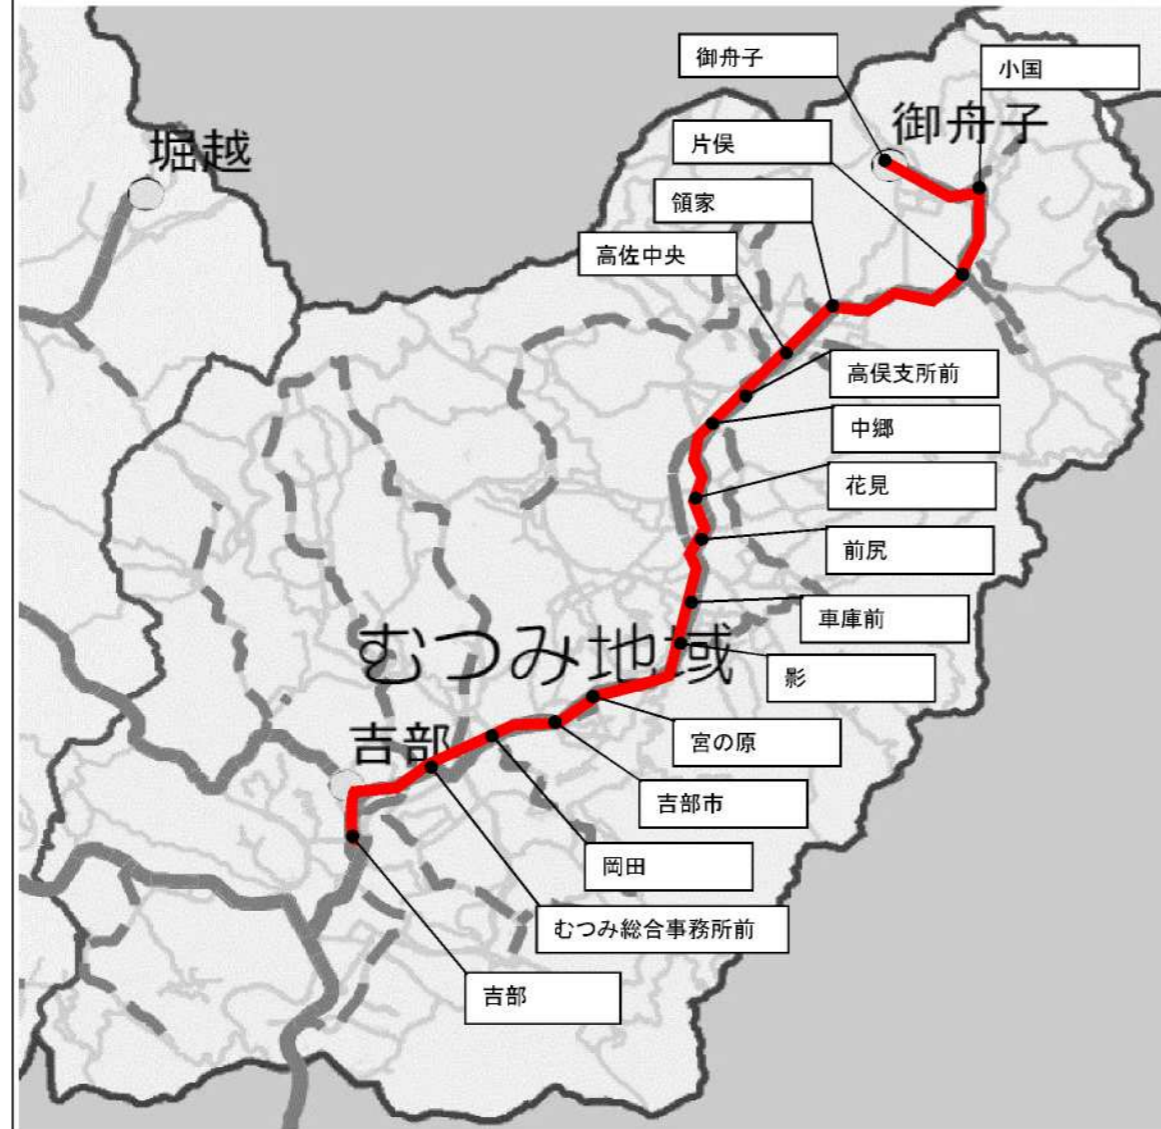 御舟子
小国
御舟子
片俣
堀越
領家
高佐中央
高俣支所前
中郷
花見
前尻
車庫前
むつみ地域
影
宮の原
吉部
吉部市
岡田
むつみ総合事務所前
吉部